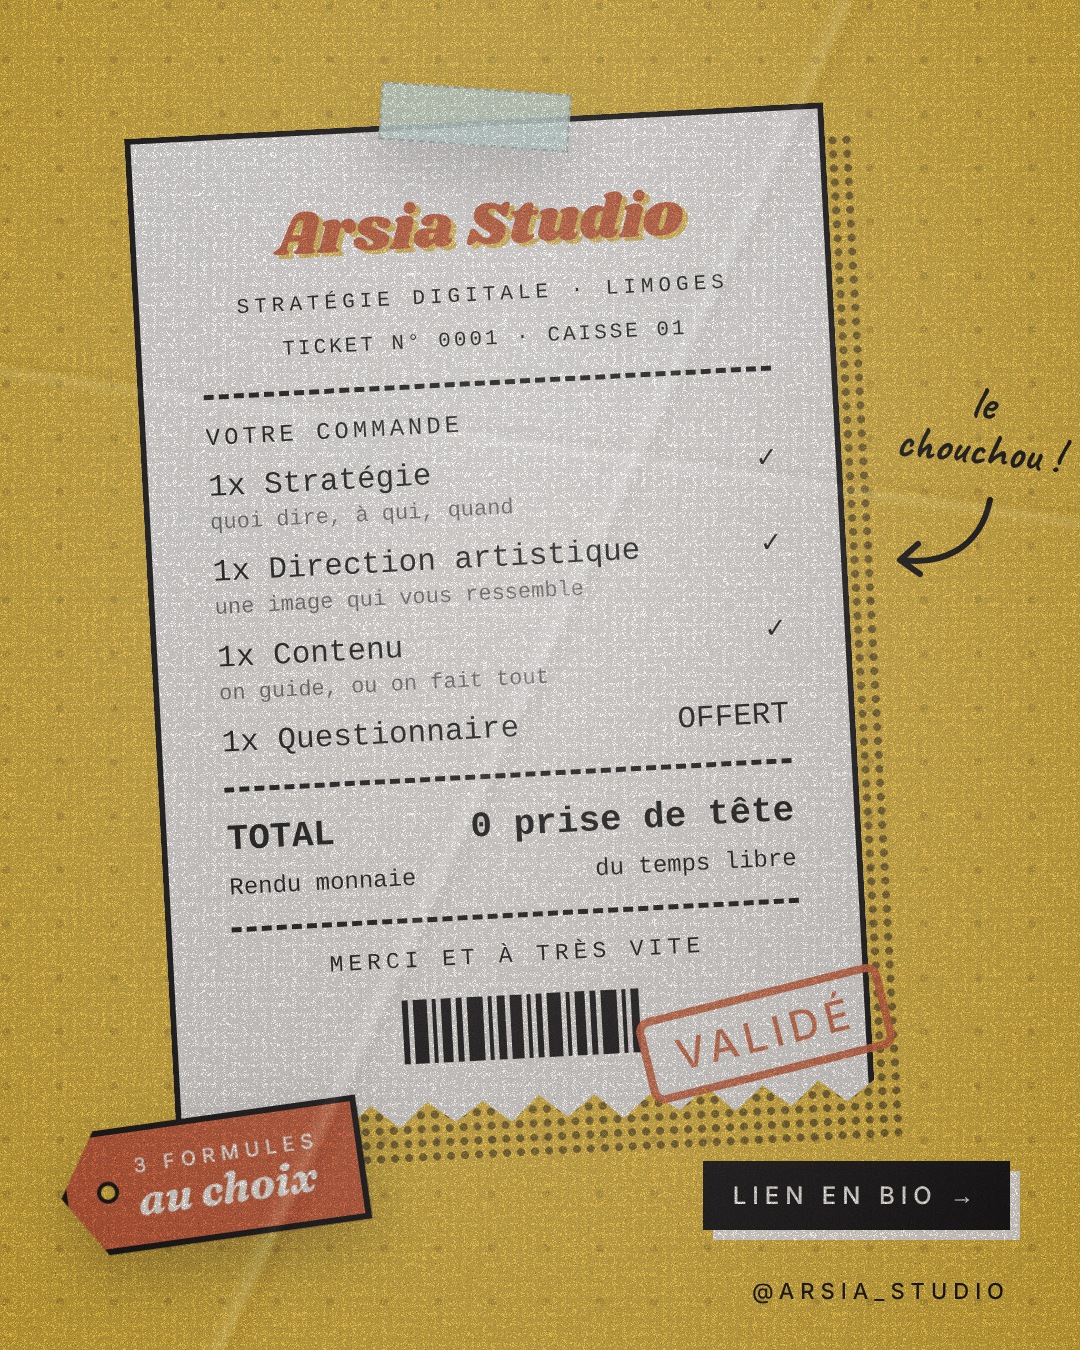 Arsia Studio
STRATÉGIE DIGITALE · LIMOGES
TICKET N° 0001 · CAISSE 01
VOTRE COMMANDE
1x Stratégie ✓
quoi dire, à qui, quand
1x Direction artistique ✓
une image qui vous ressemble
1x Contenu ✓
on guide, ou on fait tout
1x Questionnaire OFFERT
TOTAL 0 prise de tête
Rendu monnaie du temps libre
MERCI ET À TRÈS VITE
VALIDÉ
le
chouchou !
3 FORMULES
au choix
LIEN EN BIO →
@ARSIA_STUDIO